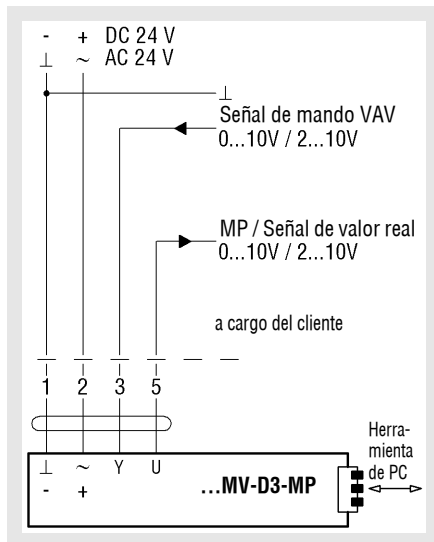 - + DC 24 V
⊥ ~ AC 24 V
⊥
Señal de mando VAV
0...10V / 2...10V
MP / Señal de valor real
0...10V / 2...10V
a cargo del cliente
1 2 3 5
⊥ ~ Y U
- +
...MV-D3-MP
Herra-
mienta
de PC